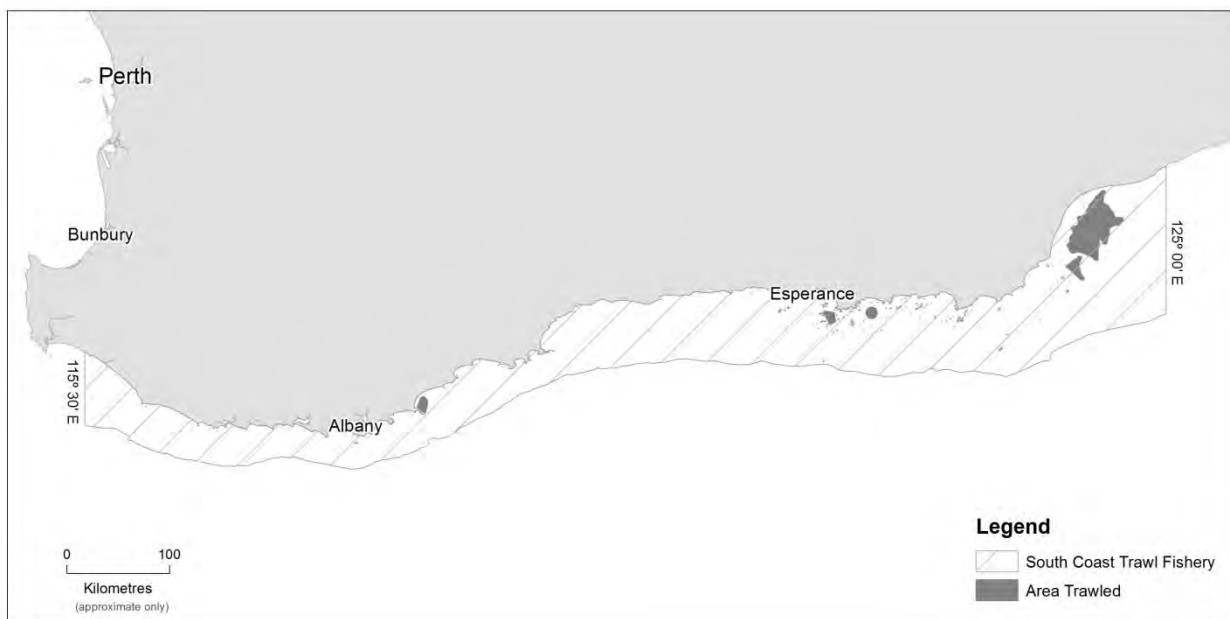 Perth
Bunbury
Esperance
125° 00' E
115° 30' E
Albany
0 100
Kilometres
(approximate only)
Legend
South Coast Trawl Fishery
Area Trawled